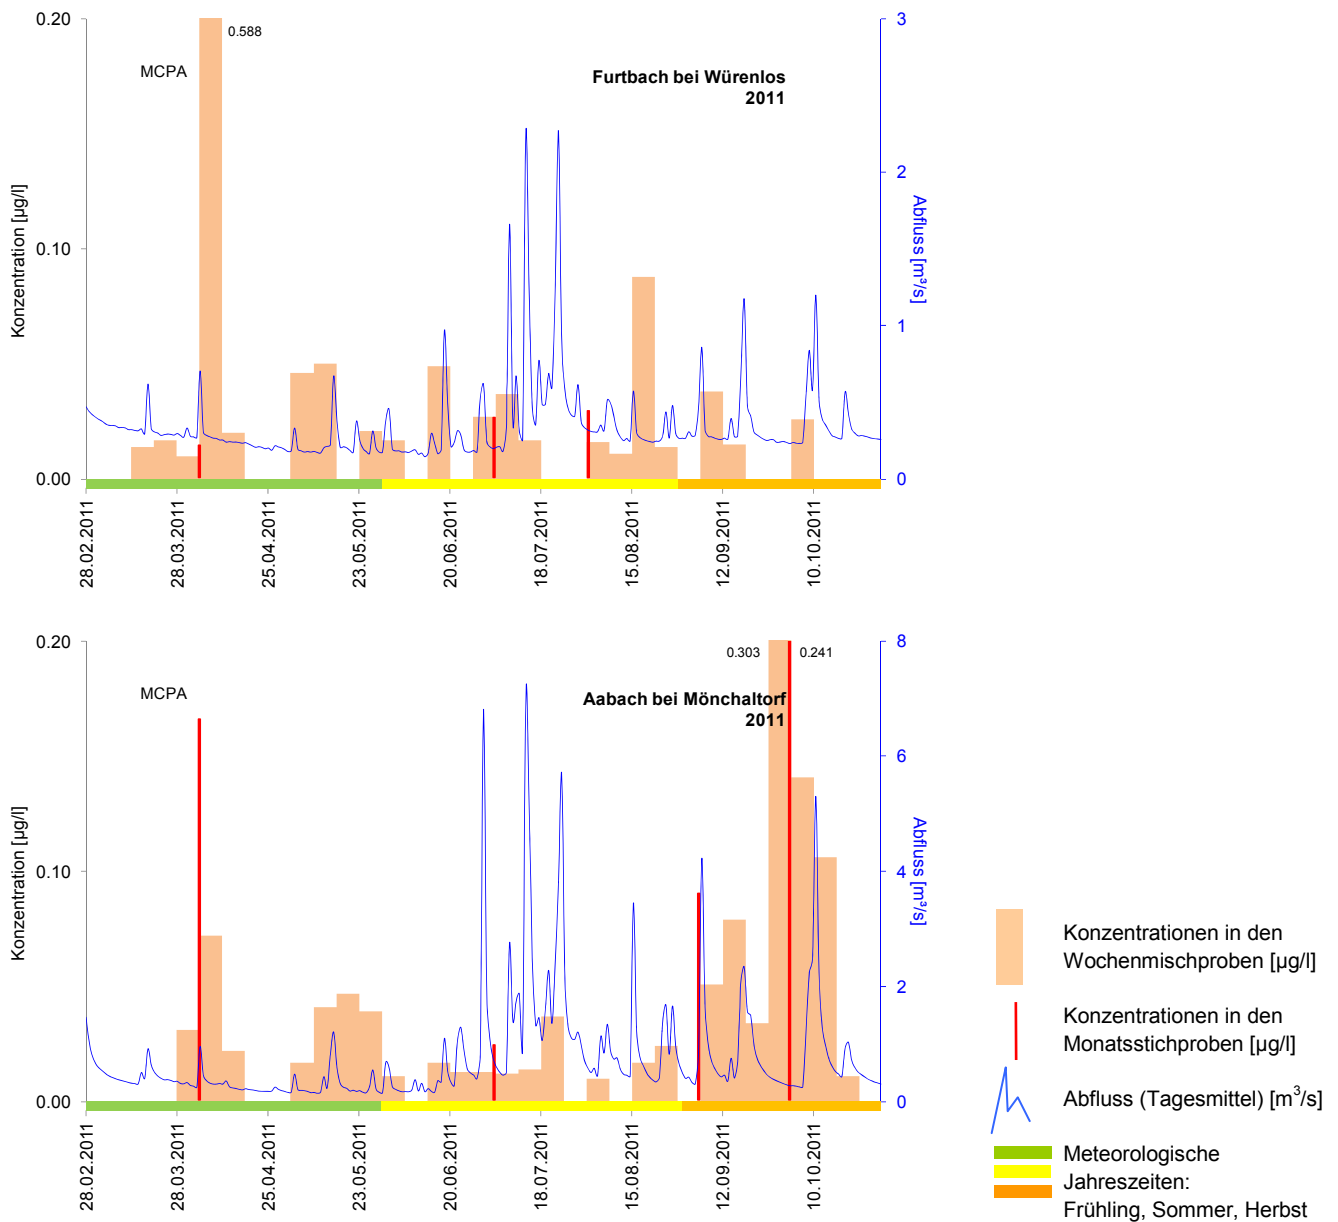 0.20
0.588
3
MCPA
Furtbach bei Würenlos
2011
2
Konzentration [µg/l]
Abfluss [m³/s]
0.10
1
0.00
0
28.02.2011
28.03.2011
25.04.2011
23.05.2011
20.06.2011
18.07.2011
15.08.2011
12.09.2011
10.10.2011
0.20
0.303
0.241
8
MCPA
Aabach bei Mönchaltorf
2011
6
Konzentration [µg/l]
Abfluss [m³/s]
0.10
4
2
0.00
0
28.02.2011
28.03.2011
25.04.2011
23.05.2011
20.06.2011
18.07.2011
15.08.2011
12.09.2011
10.10.2011
Konzentrationen in den
Wochenmischproben [µg/l]
Konzentrationen in den
Monatsstichproben [µg/l]
Abfluss (Tagesmittel) [m³/s]
Meteorologische
Jahreszeiten:
Frühling, Sommer, Herbst